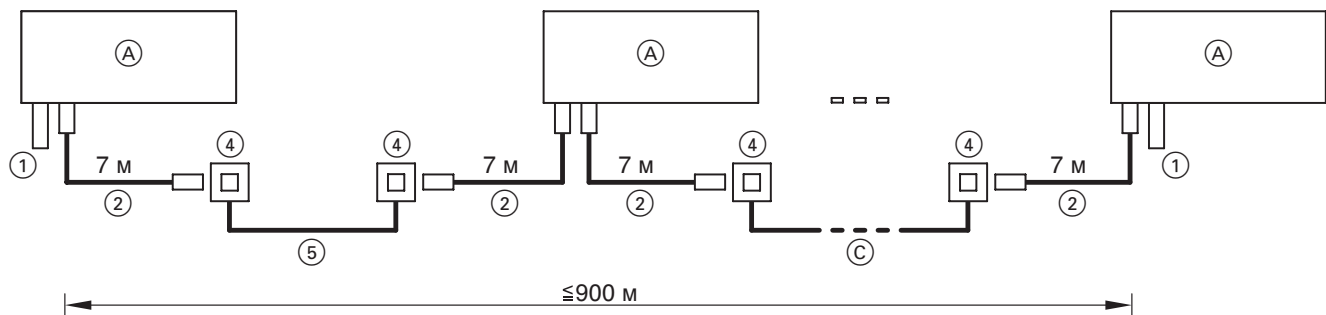 Ⓐ Ⓐ Ⓐ
① ④ ④ ④ ④ ①
7 м 7 м 7 м 7 м
② ② ② ②
⑤ Ⓒ
≦900 м